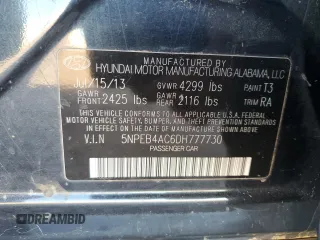 MANUFACTURED BY
HYUNDAI MOTOR MANUFACTURING ALABAMA, LLC
JUL/15/13 GVWR 4299 lbs PAINT T3
GAWR FRONT 2425 lbs GAWR REAR 2116 lbs TRIM RA
THIS VEHICLE CONFORMS TO ALL APPLICABLE U.S.A. FEDERAL
MOTOR VEHICLE SAFETY, BUMPER, AND THEFT PREVENTION
STANDARDS IN EFFECT ON THE DATE OF MANUFACTURE SHOWN ABOVE.
V.I.N 5NPEB4AC6DH777730
PASSENGER CAR
DREAMBID